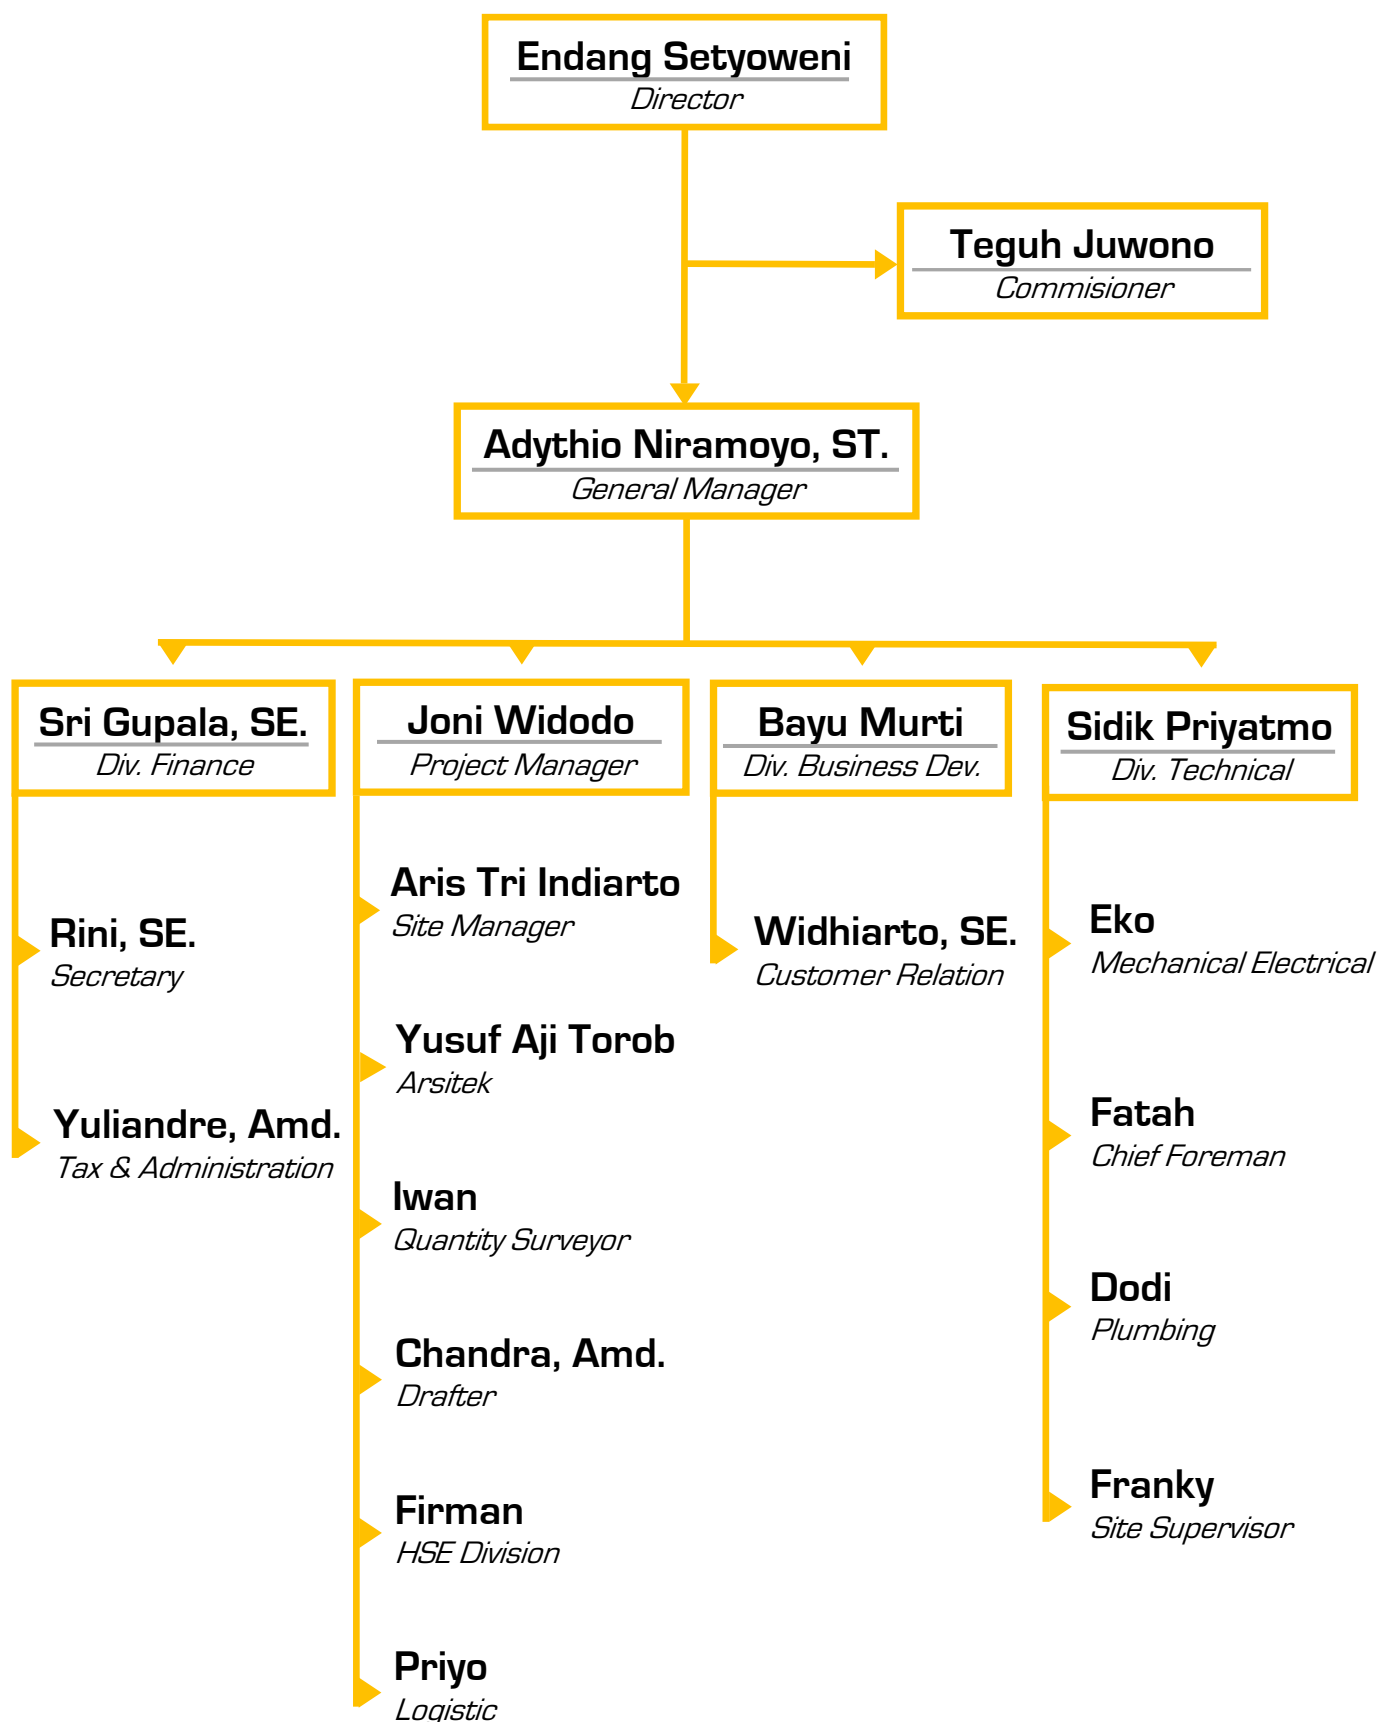 Endang Setyoweni
Director
Teguh Juwono
Commisioner
Adythio Niramoyo, ST.
General Manager
Sri Gupala, SE.
Div. Finance
Rini, SE.
Secretary
Yuliandre, Amd.
Tax & Administration
Joni Widodo
Project Manager
Aris Tri Indiarto
Site Manager
Yusuf Aji Torob
Arsitek
Iwan
Quantity Surveyor
Chandra, Amd.
Drafter
Firman
HSE Division
Priyo
Logistic
Bayu Murti
Div. Business Dev.
Widhiarto, SE.
Customer Relation
Sidik Priyatmo
Div. Technical
Eko
Mechanical Electrical
Fatah
Chief Foreman
Dodi
Plumbing
Franky
Site Supervisor